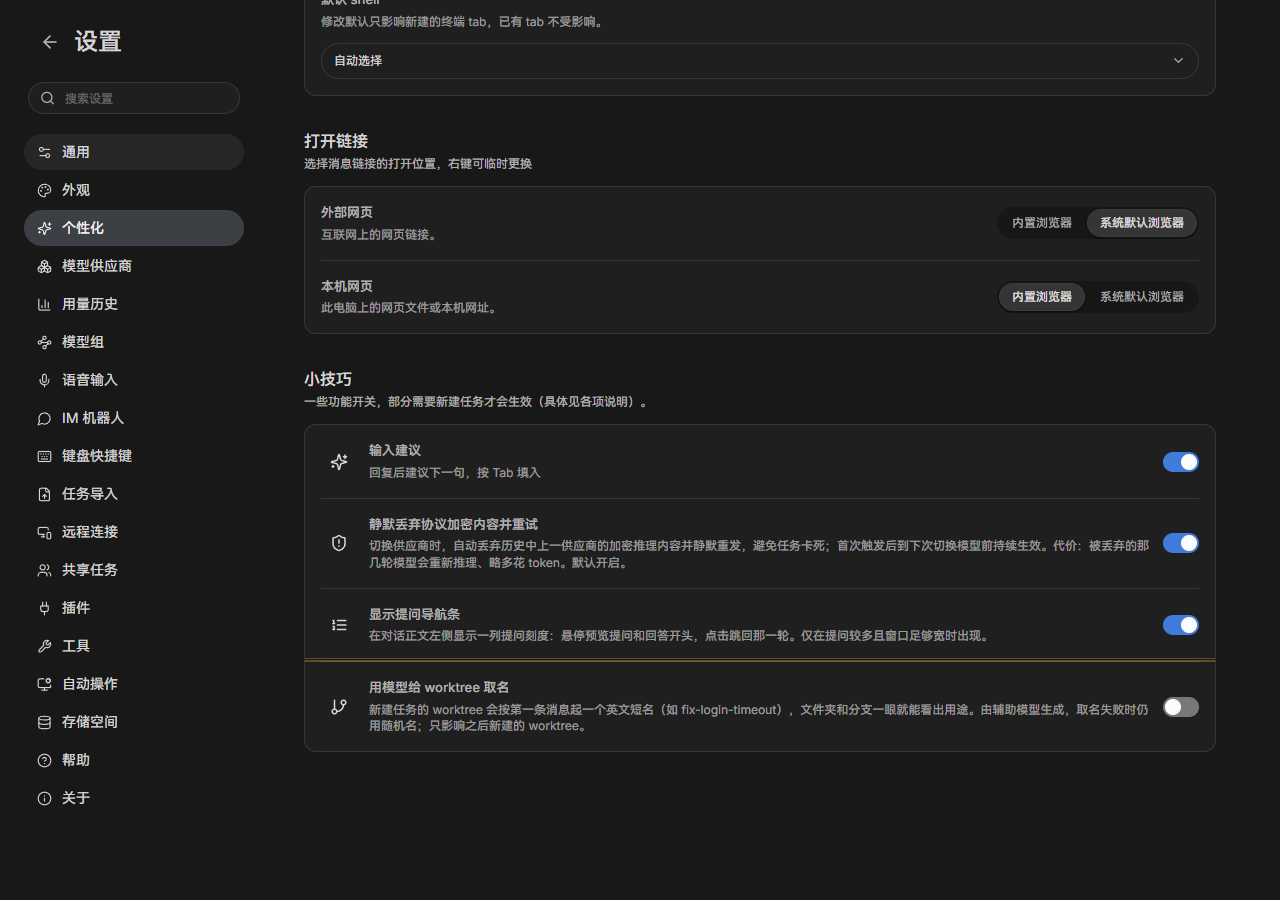 设置
搜索设置
通用
外观
个性化
模型供应商
用量历史
模型组
语音输入
IM 机器人
键盘快捷键
任务导入
远程连接
共享任务
插件
工具
自动操作
存储空间
帮助
关于
默认 shell
修改默认只影响新建的终端 tab，已有 tab 不受影响。
自动选择
打开链接
选择消息链接的打开位置，右键可临时更换
外部网页
互联网上的网页链接。
内置浏览器
系统默认浏览器
本机网页
此电脑上的网页文件或本机网址。
内置浏览器
系统默认浏览器
小技巧
一些功能开关，部分需要新建任务才会生效（具体见各项说明）。
输入建议
回复后建议下一句，按 Tab 填入
静默丢弃协议加密内容并重试
切换供应商时，自动丢弃历史中上一供应商的加密推理内容并静默重发，避免任务卡死；首次触发后到下次切换模型前持续生效。代价：被丢弃的那
几轮模型会重新推理、略多花 token。默认开启。
显示提问导航条
在对话正文左侧显示一列提问刻度：悬停预览提问和回答开头，点击跳回那一轮。仅在提问较多且窗口足够宽时出现。
用模型给 worktree 取名
新建任务的 worktree 会按第一条消息起一个英文短名（如 fix-login-timeout），文件夹和分支一眼就能看出用途。由辅助模型生成，取名失败时仍
用随机名；只影响之后新建的 worktree。